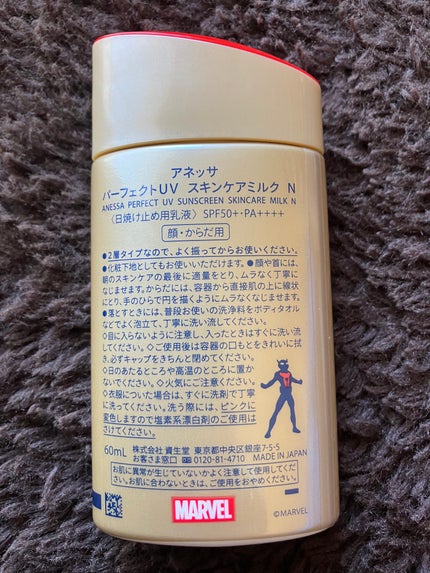 アネッサ
パーフェクトUV スキンケアミルク N
ANESSA PERFECT UV SUNSCREEN SKINCARE MILK N
〈日焼け止め用乳液〉 SPF50+・PA++++
顔・からだ用
●2層タイプなので、よく振ってからお使いください。
●化粧下地としてもお使いいただけます。●顔や首には、
朝のスキンケアの最後に適量をとり、ムラなく丁寧に
なじませます。からだには、容器から直接肌の上に線状
にとり、手のひらで円を描くようにムラなくなじませます。
●落とすときには、普段お使いの洗浄料をボディタオル
などでよく泡立て、丁寧に洗い流してください。
◇目に入らないように注意し、入ったときはすぐに洗い流
してください。◇ご使用後は容器の口もとをきれいに拭
き、必ずキャップをきちんと閉めてください。
◇日のあたるところや高温のところに置か
ないでください。◇火気にご注意ください。
◇衣服についた場合は、すぐに洗剤で丁寧
に洗ってください。洗う際には、ピンクに
変色しますので塩素系漂白剤のご使用は
さけてください。
60mL 株式会社 資生堂 東京都中央区銀座7-5-5
お客さま窓口 0120-81-4710 MADE IN JAPAN
お肌に異常が生じていないかよく注意して使用してくだ
さい。お肌に合わないときは、ご使用をおやめください。
MARVEL
©MARVEL